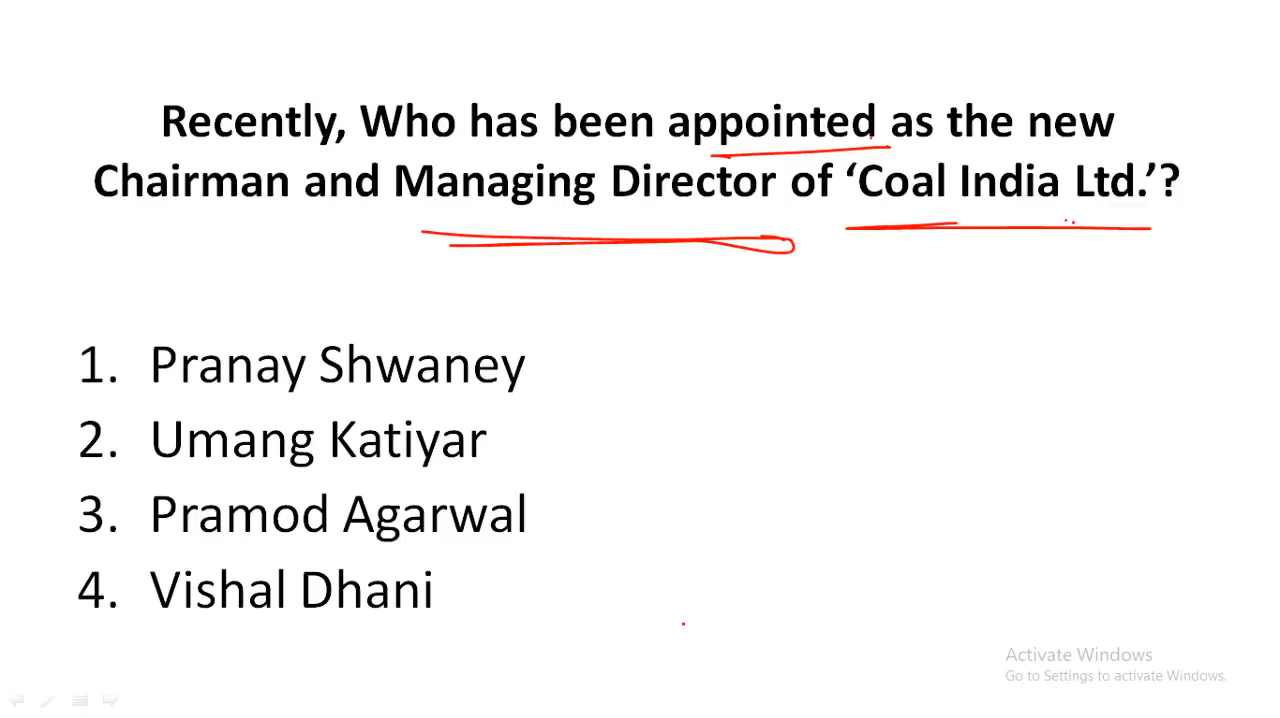 Recently, Who has been appointed as the new
Chairman and Managing Director of ‘Coal India Ltd.’?
1. Pranay Shwaney
2. Umang Katiyar
3. Pramod Agarwal
4. Vishal Dhani
Activate Windows
Go to Settings to activate Windows.